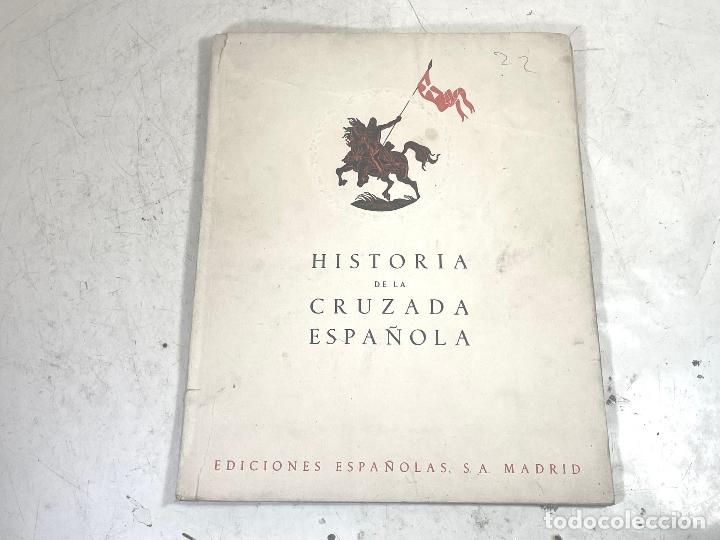 22
HISTORIA
DE LA
CRUZADA
ESPAÑOLA
EDICIONES ESPAÑOLAS, S.A. MADRID
todocoleccion